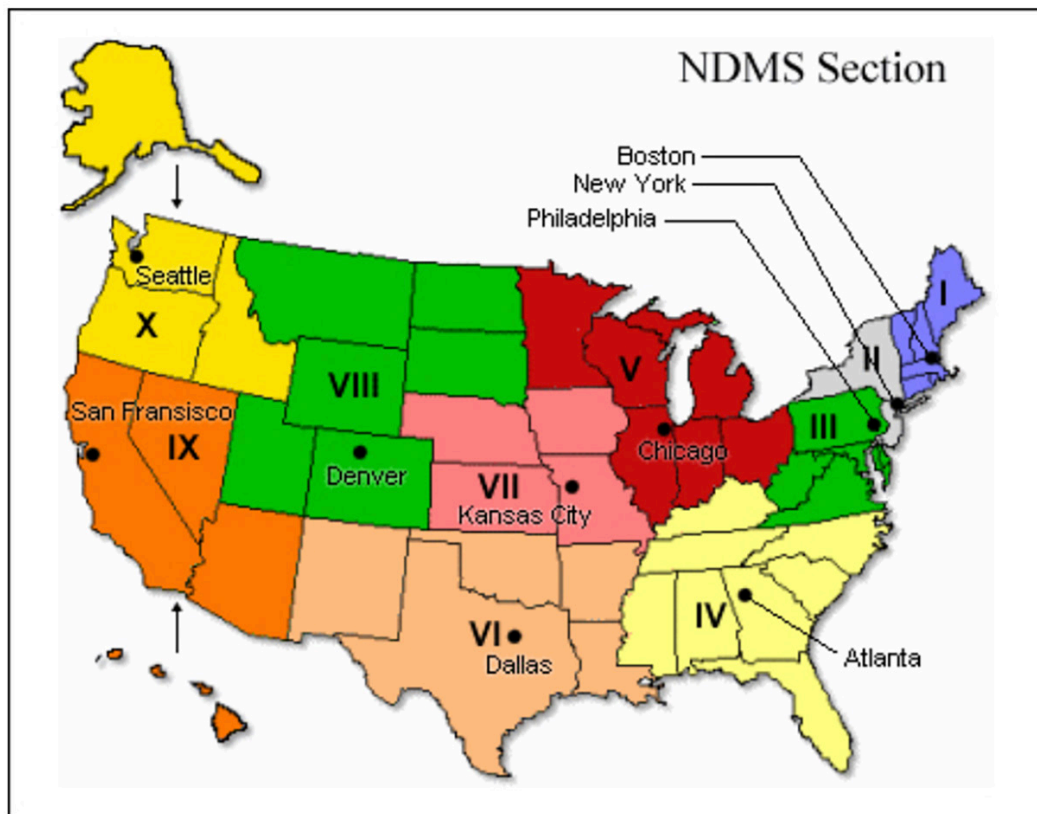 NDMS Section
Boston
New York
Philadelphia
Seattle
I
X
II
V
VIII
San Fransisco
III
IX
Chicago
Denver
VII
Kansas City
IV
VI
Dallas
Atlanta